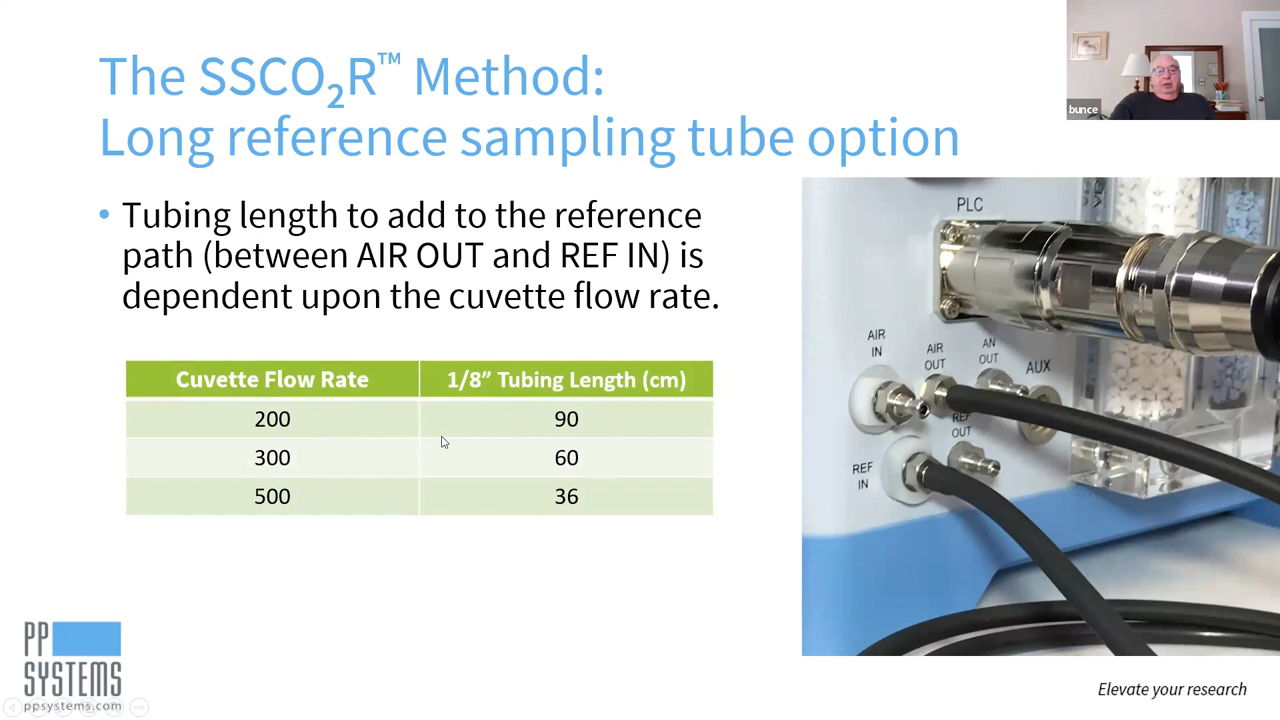 The SSCO₂R™ Method:
Long reference sampling tube option
bunce
• Tubing length to add to the reference
path (between AIR OUT and REF IN) is
dependent upon the cuvette flow rate.
Cuvette Flow Rate 1/8” Tubing Length (cm)
200 90
300 60
500 36
PLC
AIR
IN
AIR
OUT
AN
OUT
AUX
REF
OUT
REF
IN
PP
SYSTEMS
ppsystems.com
Elevate your research